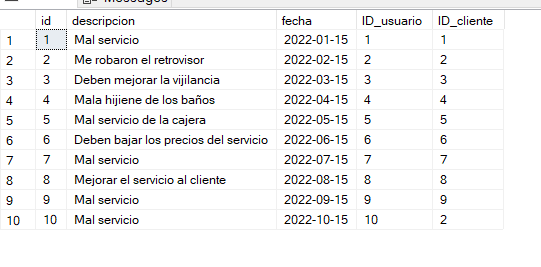 Messages
id descripcion fecha ID_usuario ID_cliente
1 1 Mal servicio 2022-01-15 1 1
2 2 Me robaron el retrovisor 2022-02-15 2 2
3 3 Deben mejorar la vijilancia 2022-03-15 3 3
4 4 Mala hijiene de los baños 2022-04-15 4 4
5 5 Mal servicio de la cajera 2022-05-15 5 5
6 6 Deben bajar los precios del servicio 2022-06-15 6 6
7 7 Mal servicio 2022-07-15 7 7
8 8 Mejorar el servicio al cliente 2022-08-15 8 8
9 9 Mal servicio 2022-09-15 9 9
10 10 Mal servicio 2022-10-15 10 2